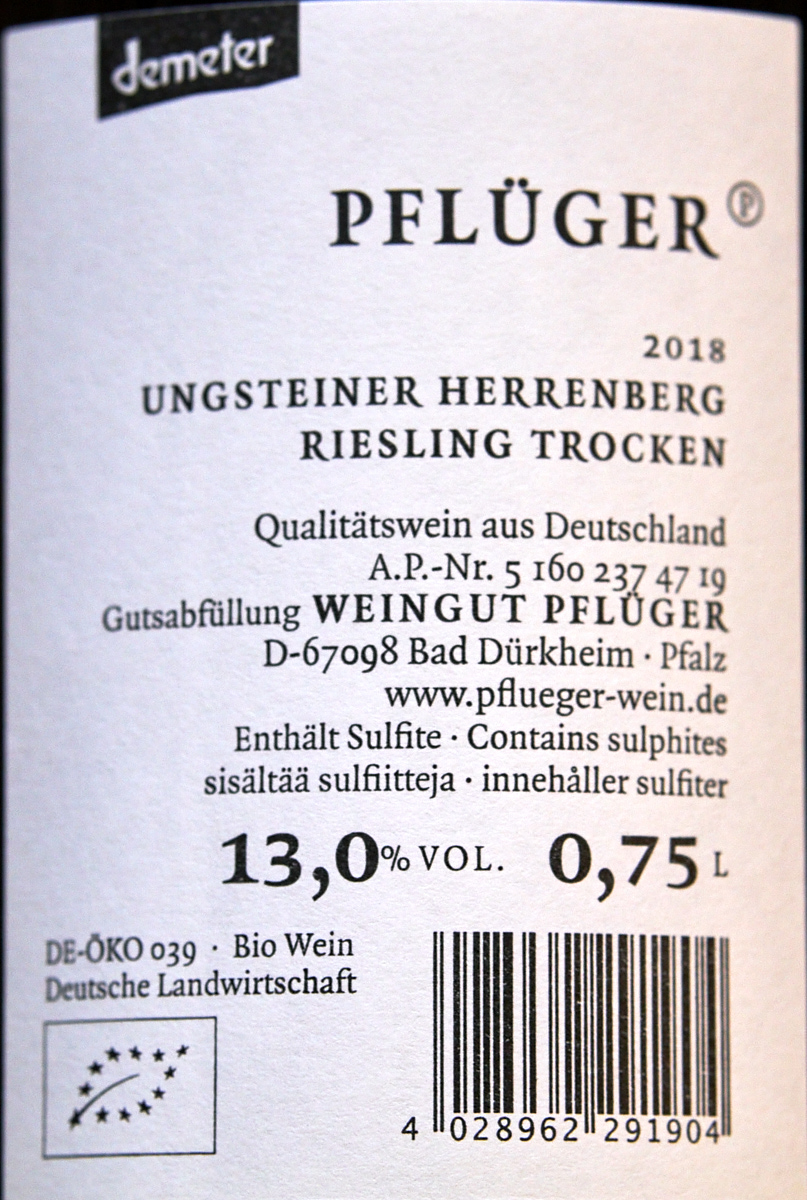 demeter
PFLÜGER Ⓟ
2018
UNGSTEINER HERRENBERG
RIESLING TROCKEN
Qualitätswein aus Deutschland
A.P.-Nr. 5 160 237 47 19
Gutsabfüllung WEINGUT PFLÜGER
D-67098 Bad Dürkheim · Pfalz
www.pflueger-wein.de
Enthält Sulfite · Contains sulphites
sisältää sulfiitteja · innehåller sulfiter
13,0% VOL. 0,75 L
DE-ÖKO 039 · Bio Wein
Deutsche Landwirtschaft
4 028962 291904